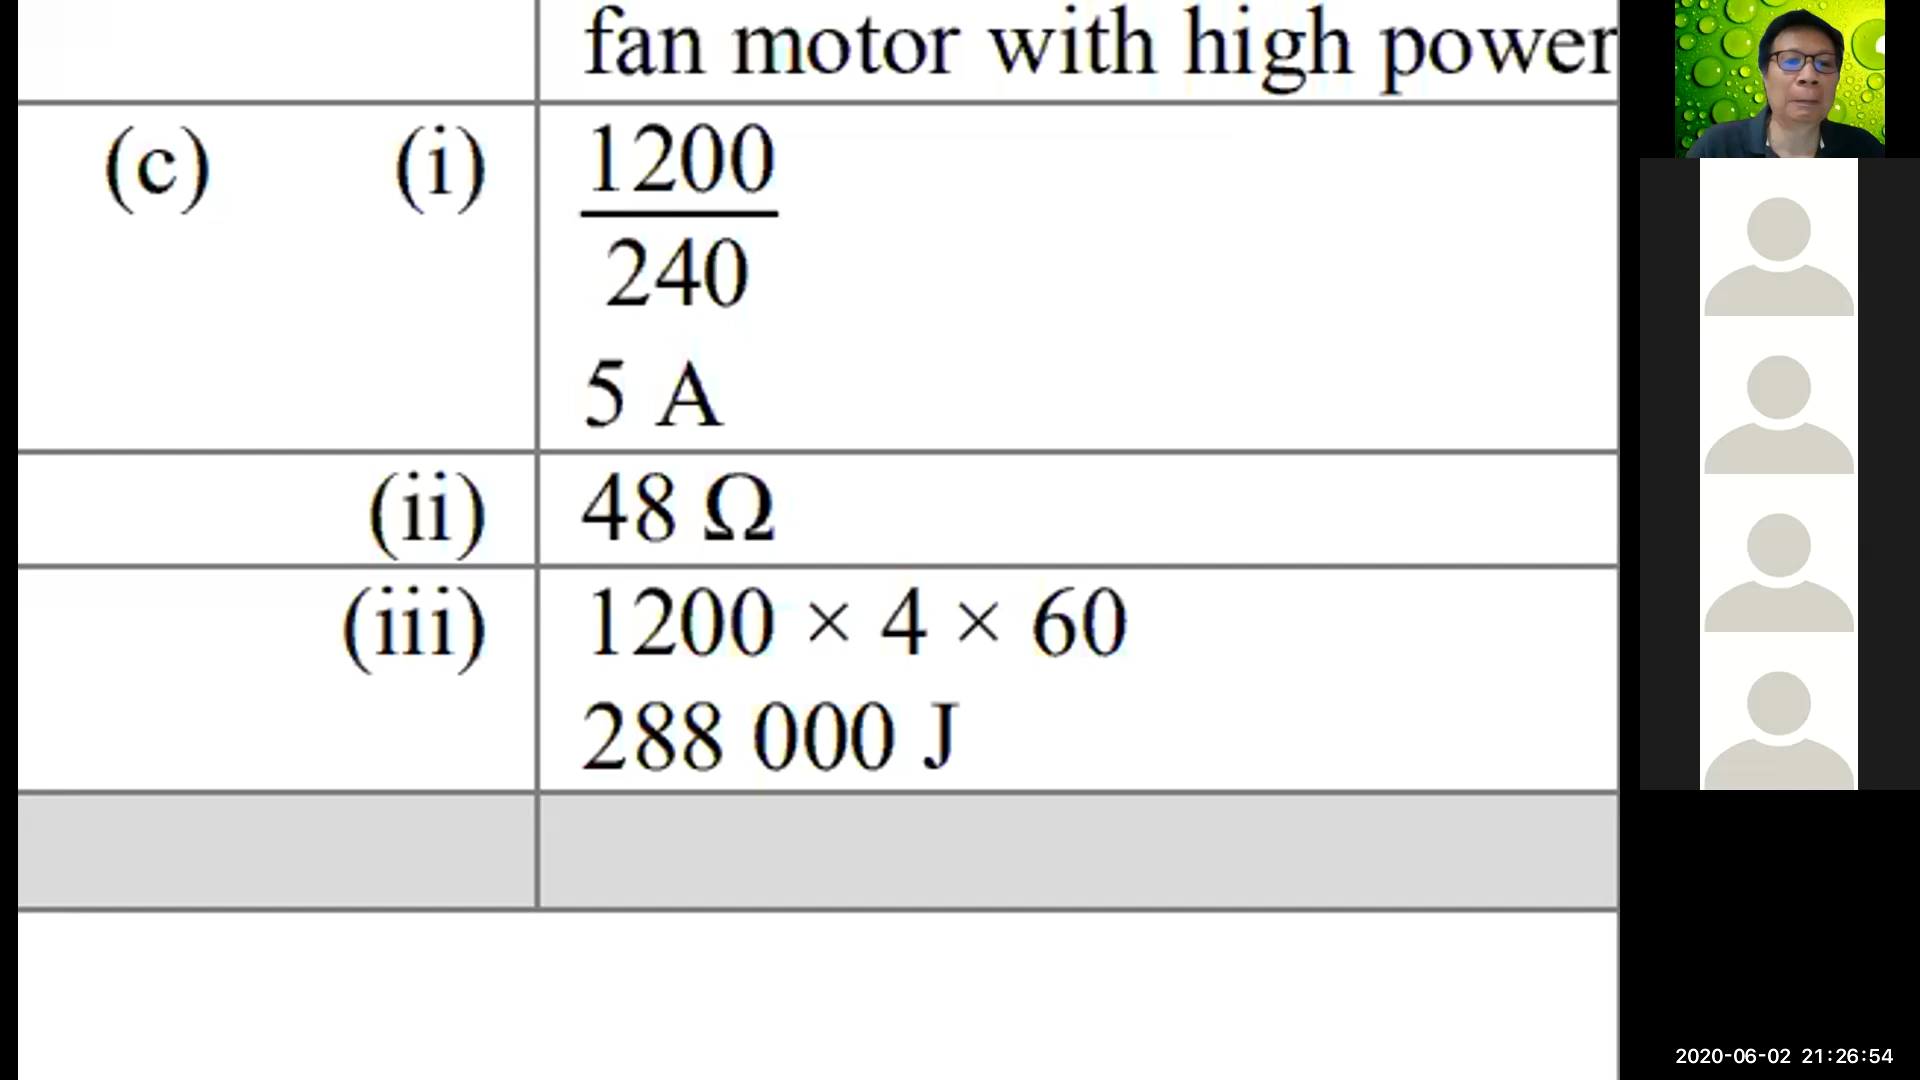 fan motor with high power
(c) (i) 1200
240
5 A
(ii) 48 Ω
(iii) 1200 × 4 × 60
288 000 J
2020-06-02 21:26:54